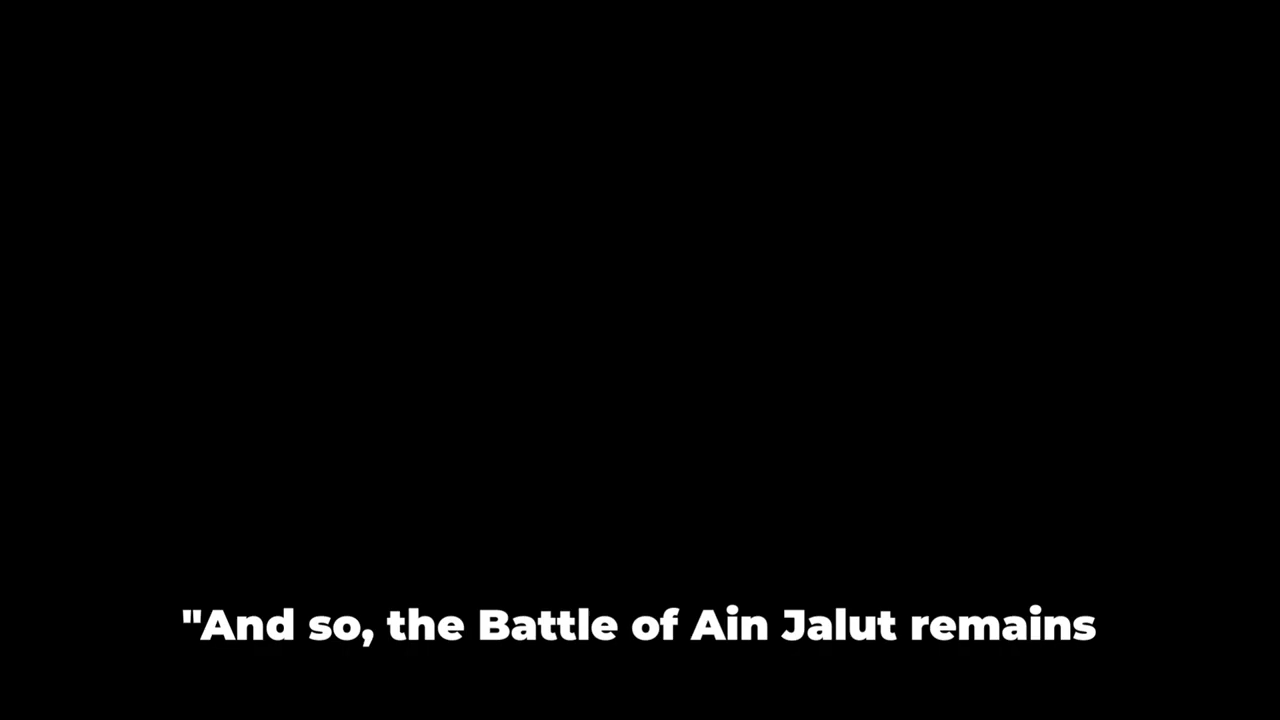 "And so, the Battle of Ain Jalut remains